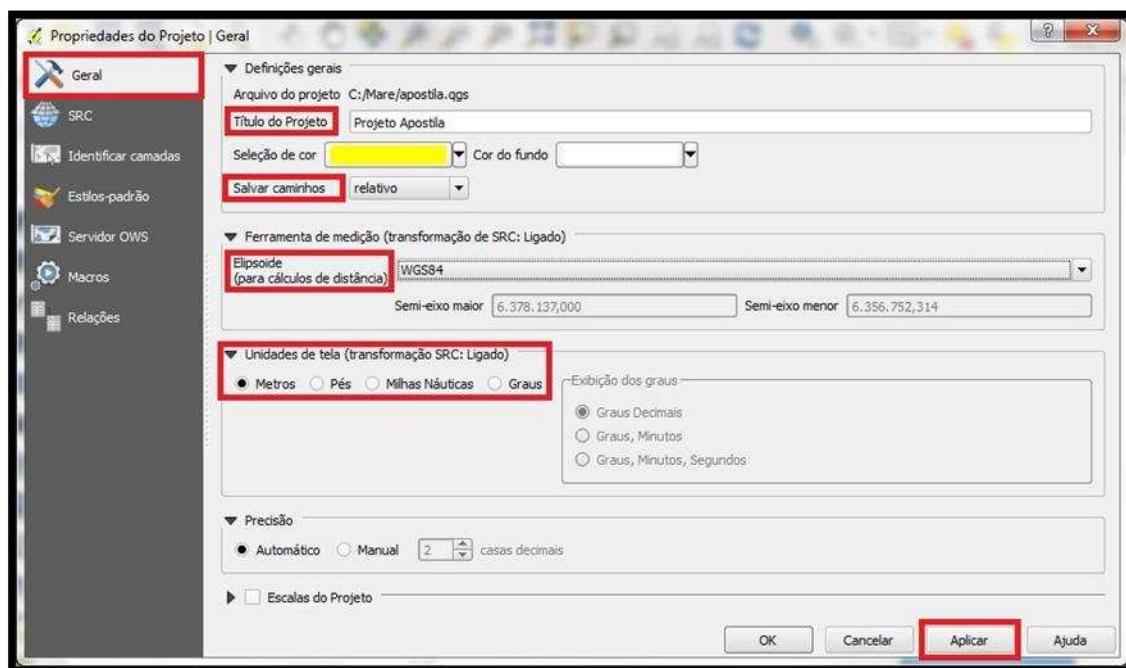 Propriedades do Projeto | Geral
Geral
SRC
Identificar camadas
Estilos-padrão
Servidor OWS
Macros
Relações
Definições gerais
Arquivo do projeto C:/Mare/apostila.qgs
Título do Projeto Projeto Apostila
Seleção de cor Cor do fundo
Salvar caminhos relativo
Ferramenta de medição (transformação de SRC: Ligado)
Elipsoide
(para cálculos de distância) WGS84
Semi-eixo maior 6.378.137,000 Semi-eixo menor 6.356.752,314
Unidades de tela (transformação SRC: Ligado)
Metros Pés Milhas Náuticas Graus
Exibição dos graus
Graus Decimais
Graus, Minutos
Graus, Minutos, Segundos
Precisão
Automático Manual 2 casas decimais
Escalas do Projeto
OK Cancelar Aplicar Ajuda